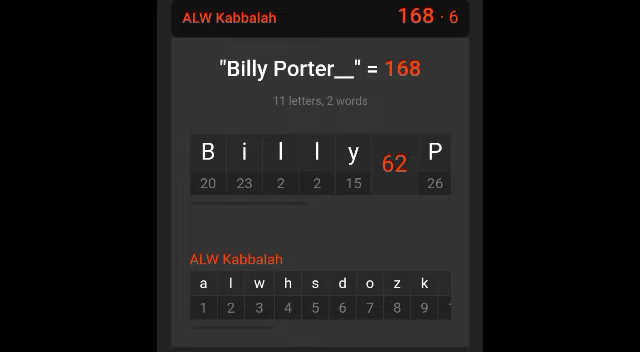 ALW Kabbalah 168 · 6
"Billy Porter__" = 168
11 letters, 2 words
B i l l y 62 P
20 23 2 2 15 26
ALW Kabbalah
a l w h s d o z k
1 2 3 4 5 6 7 8 9